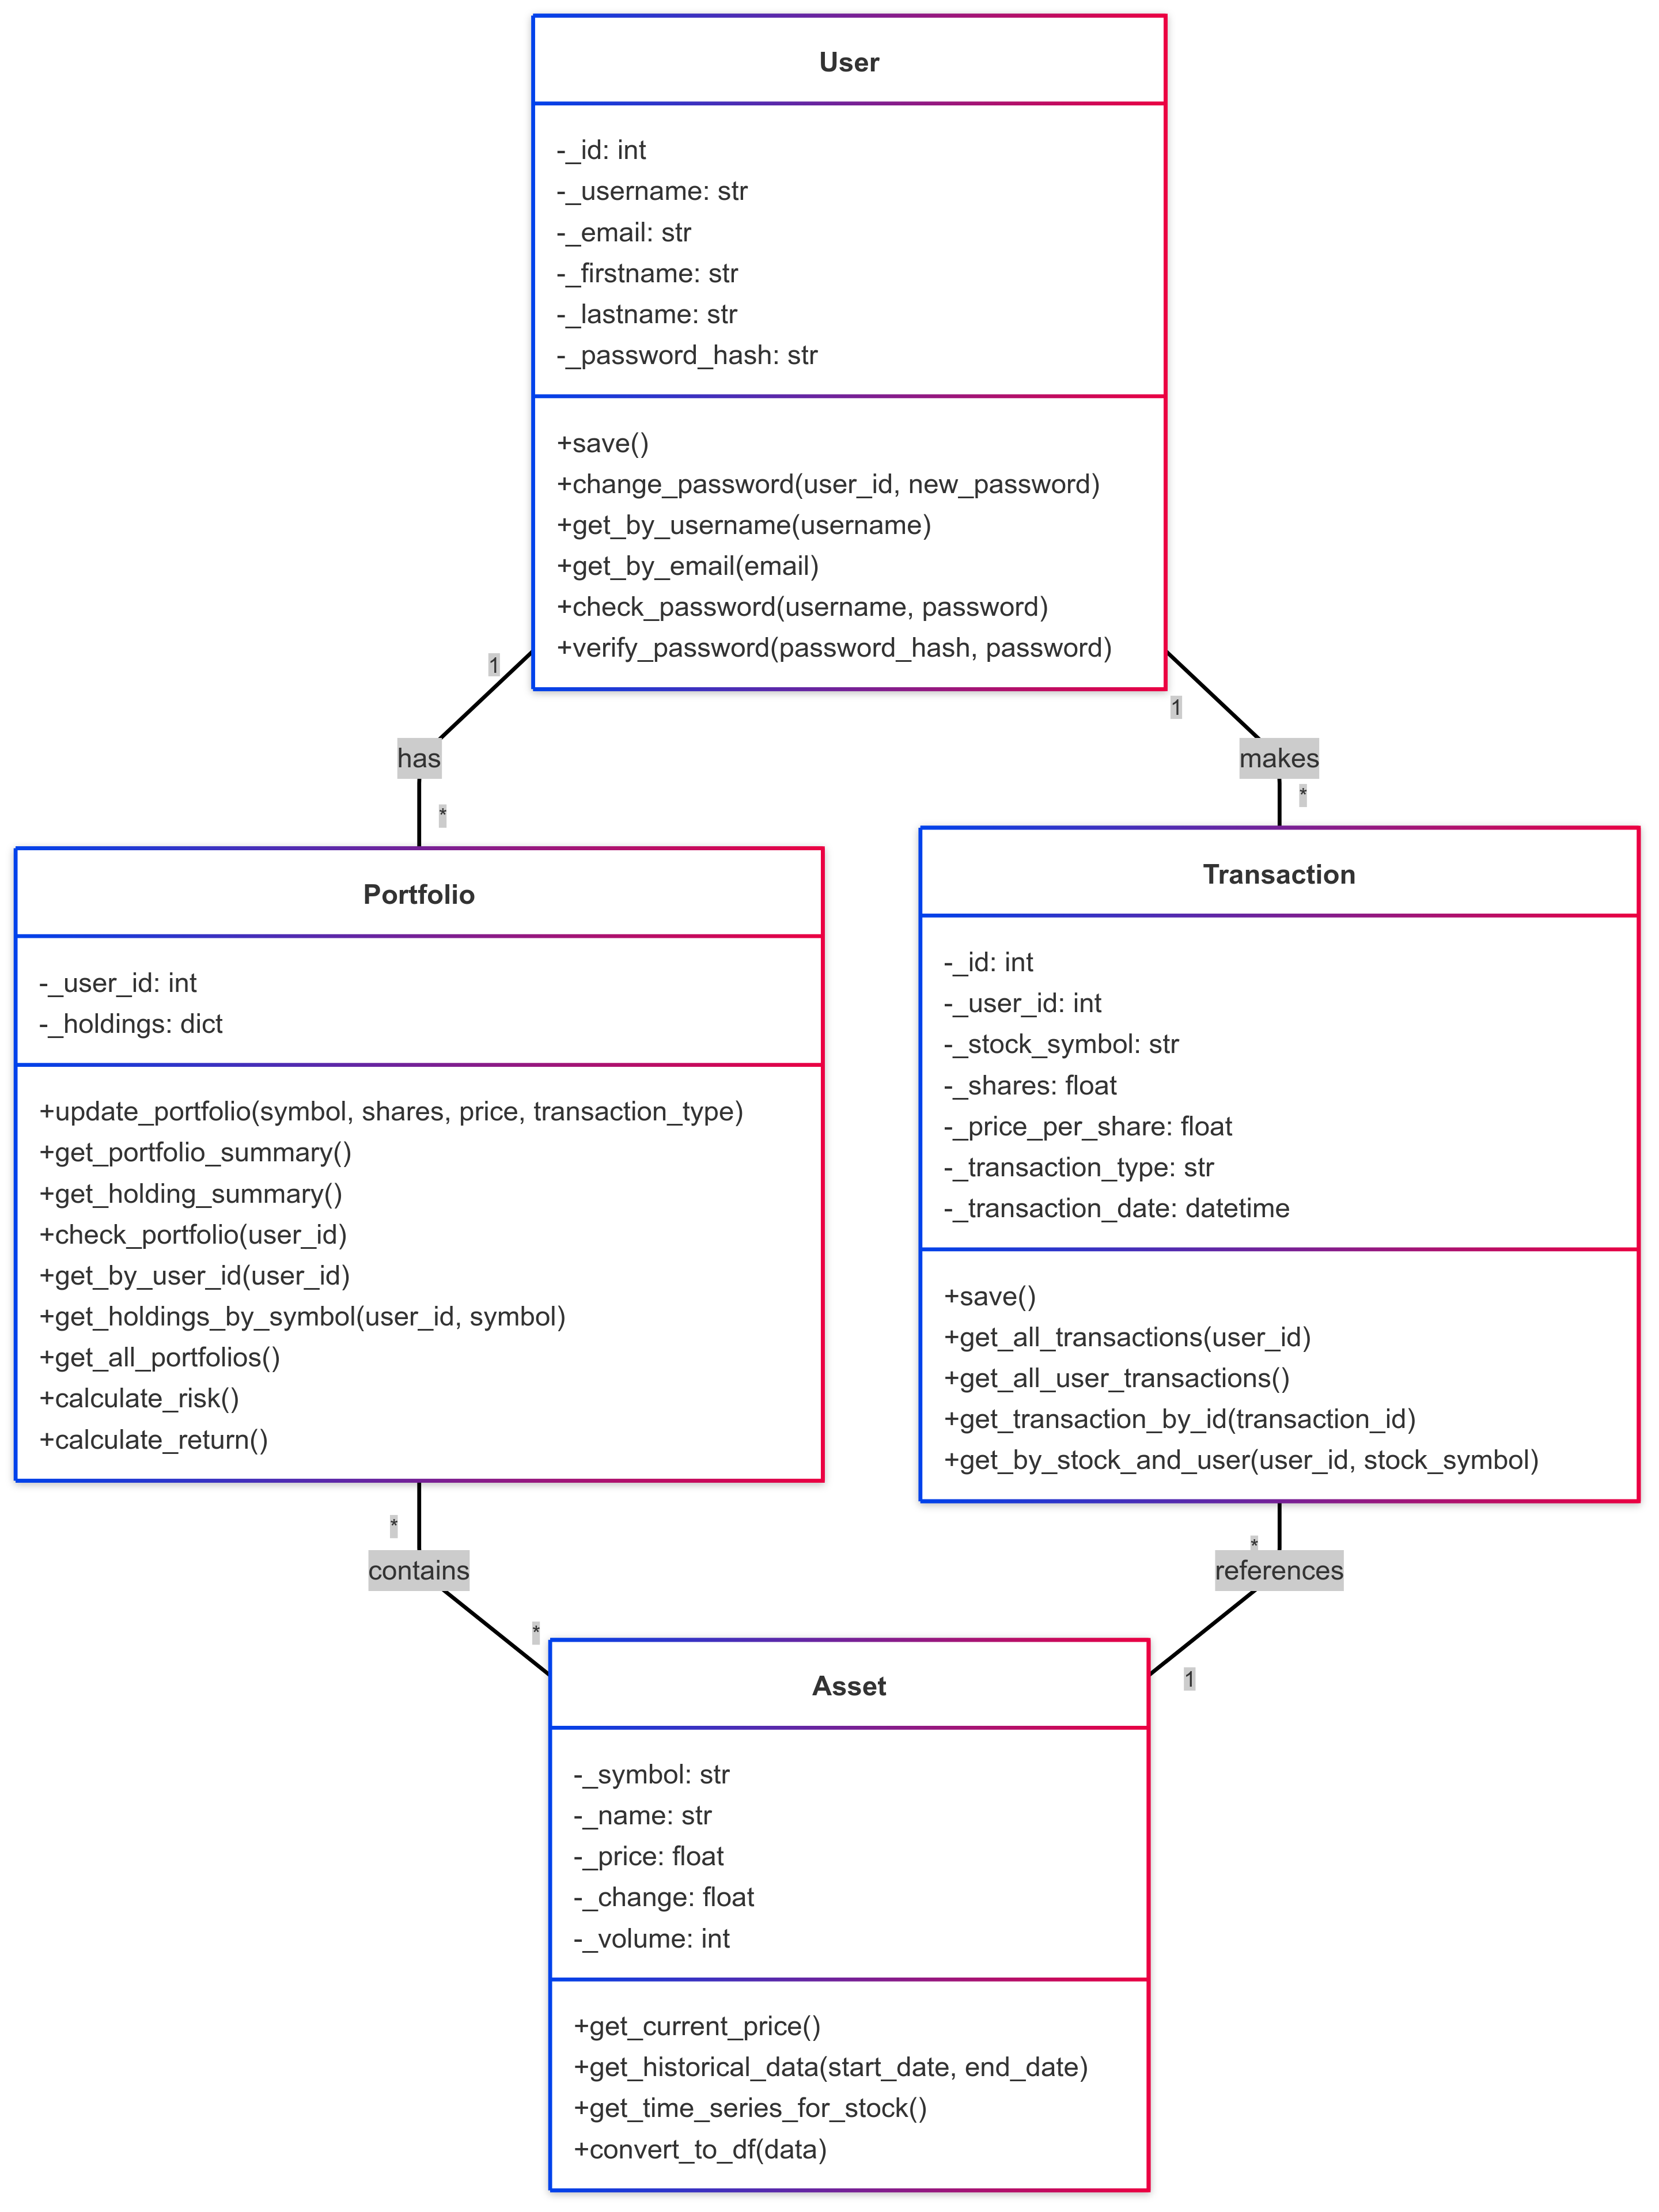 User
-_id: int
-_username: str
-_email: str
-_firstname: str
-_lastname: str
-_password_hash: str
+save()
+change_password(user_id, new_password)
+get_by_username(username)
+get_by_email(email)
+check_password(username, password)
+verify_password(password_hash, password)
1
1
has
makes
*
*
Portfolio
-_user_id: int
-_holdings: dict
+update_portfolio(symbol, shares, price, transaction_type)
+get_portfolio_summary()
+get_holding_summary()
+check_portfolio(user_id)
+get_by_user_id(user_id)
+get_holdings_by_symbol(user_id, symbol)
+get_all_portfolios()
+calculate_risk()
+calculate_return()
Transaction
-_id: int
-_user_id: int
-_stock_symbol: str
-_shares: float
-_price_per_share: float
-_transaction_type: str
-_transaction_date: datetime
+save()
+get_all_transactions(user_id)
+get_all_user_transactions()
+get_transaction_by_id(transaction_id)
+get_by_stock_and_user(user_id, stock_symbol)
*
*
contains
references
*
1
Asset
-_symbol: str
-_name: str
-_price: float
-_change: float
-_volume: int
+get_current_price()
+get_historical_data(start_date, end_date)
+get_time_series_for_stock()
+convert_to_df(data)